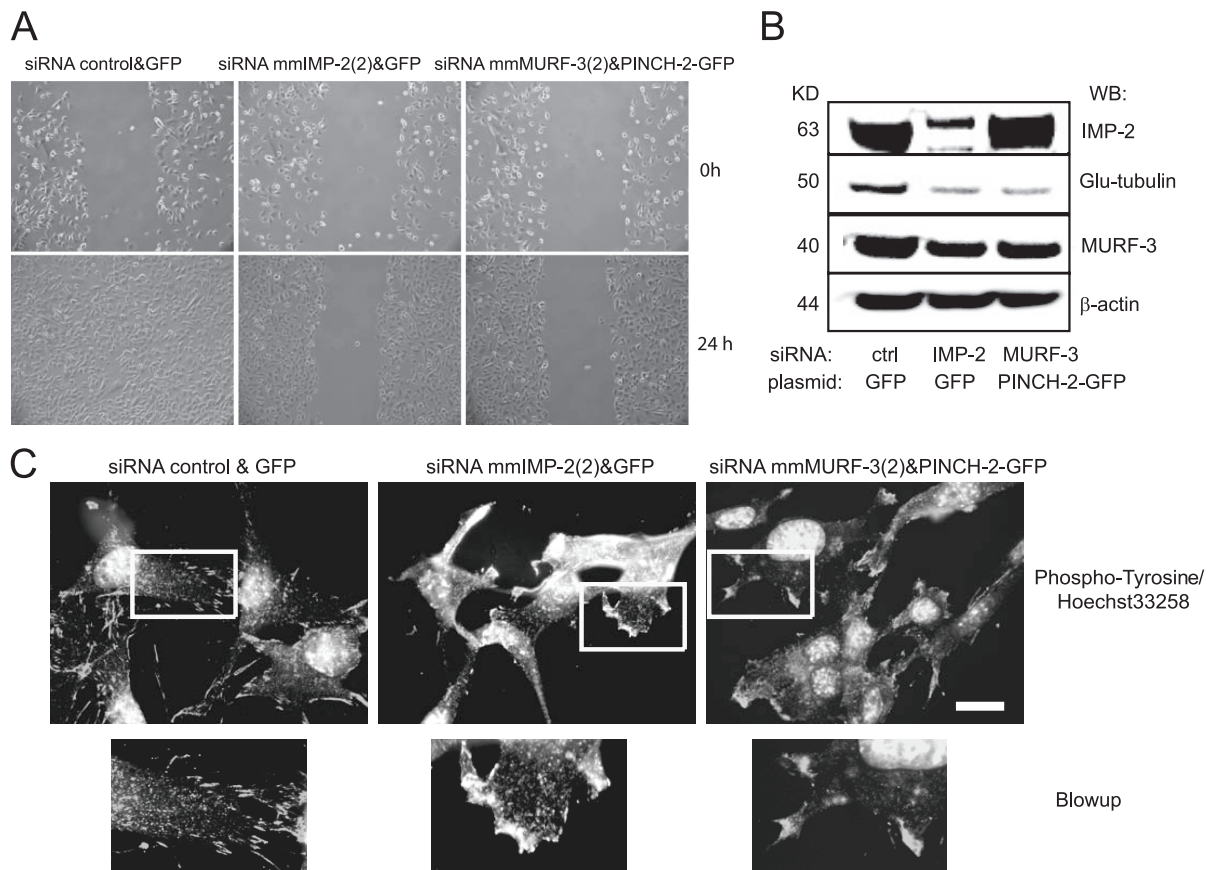 A
siRNA control&GFP
siRNA mmIMP-2(2)&GFP
siRNA mmMURF-3(2)&PINCH-2-GFP
0h
24 h
B
KD
WB:
63
IMP-2
50
Glu-tubulin
40
MURF-3
44
β-actin
siRNA: ctrl IMP-2 MURF-3
plasmid: GFP GFP PINCH-2-GFP
C
siRNA control & GFP
siRNA mmIMP-2(2)&GFP
siRNA mmMURF-3(2)&PINCH-2-GFP
Phospho-Tyrosine/
Hoechst33258
Blowup